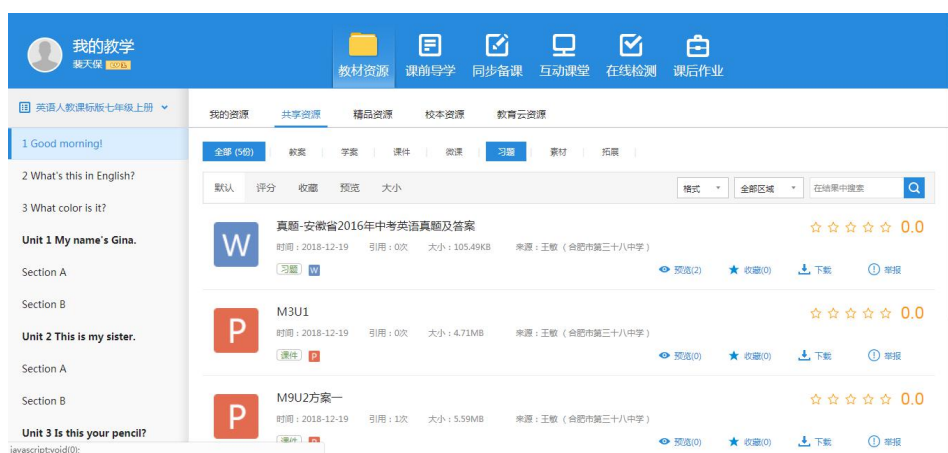 我的教学
教材资源 课前导学 同步备课 互动课堂 在线检测 课后作业
英语人教课标版七年级上册
1 Good morning!
2 What's this in English?
3 What color is it?
Unit 1 My name's Gina.
Section A
Section B
Unit 2 This is my sister.
Section A
Section B
Unit 3 Is this your pencil?
javascript:void(0);
我的资源 共享资源 精品资源 校本资源 教育云资源
全部 (5份) 教案 学案 课件 微课 习题 素材 拓展
默认 评分 收藏 预览 大小 格式 全部区域 在结果中搜索
W
真题-安徽省2016年中考英语真题及答案
0.0
时间：2018-12-19 引用：0次 大小：105.49KB 来源：王敏（合肥市第三十八中学）
习题 W
预览(2) 收藏(0) 下载 举报
P
M3U1
0.0
时间：2018-12-19 引用：0次 大小：4.71MB 来源：王敏（合肥市第三十八中学）
课件 P
预览(0) 收藏(0) 下载 举报
P
M9U2方案一
0.0
时间：2018-12-19 引用：1次 大小：5.59MB 来源：王敏（合肥市第三十八中学）
课件 P
预览(0) 收藏(0) 下载 举报